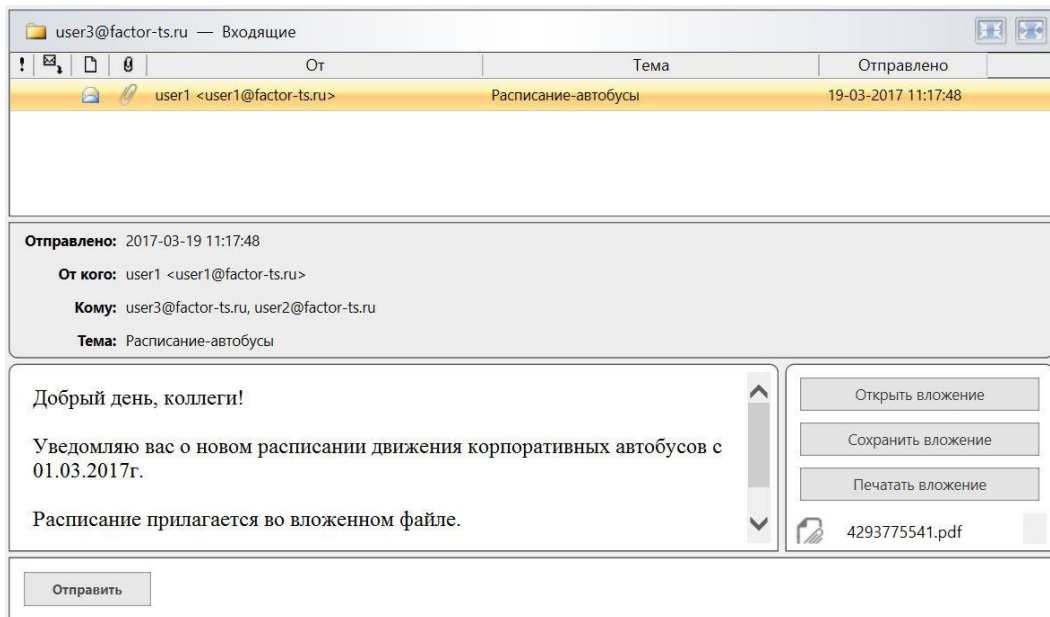 user3@factor-ts.ru — Входящие
! От Тема Отправлено
user1 <user1@factor-ts.ru> Расписание-автобусы 19-03-2017 11:17:48
Отправлено: 2017-03-19 11:17:48
От кого: user1 <user1@factor-ts.ru>
Кому: user3@factor-ts.ru, user2@factor-ts.ru
Тема: Расписание-автобусы
Добрый день, коллеги!
Уведомляю вас о новом расписании движения корпоративных автобусов с
01.03.2017г.
Расписание прилагается во вложенном файле.
Открыть вложение
Сохранить вложение
Печатать вложение
4293775541.pdf
Отправить